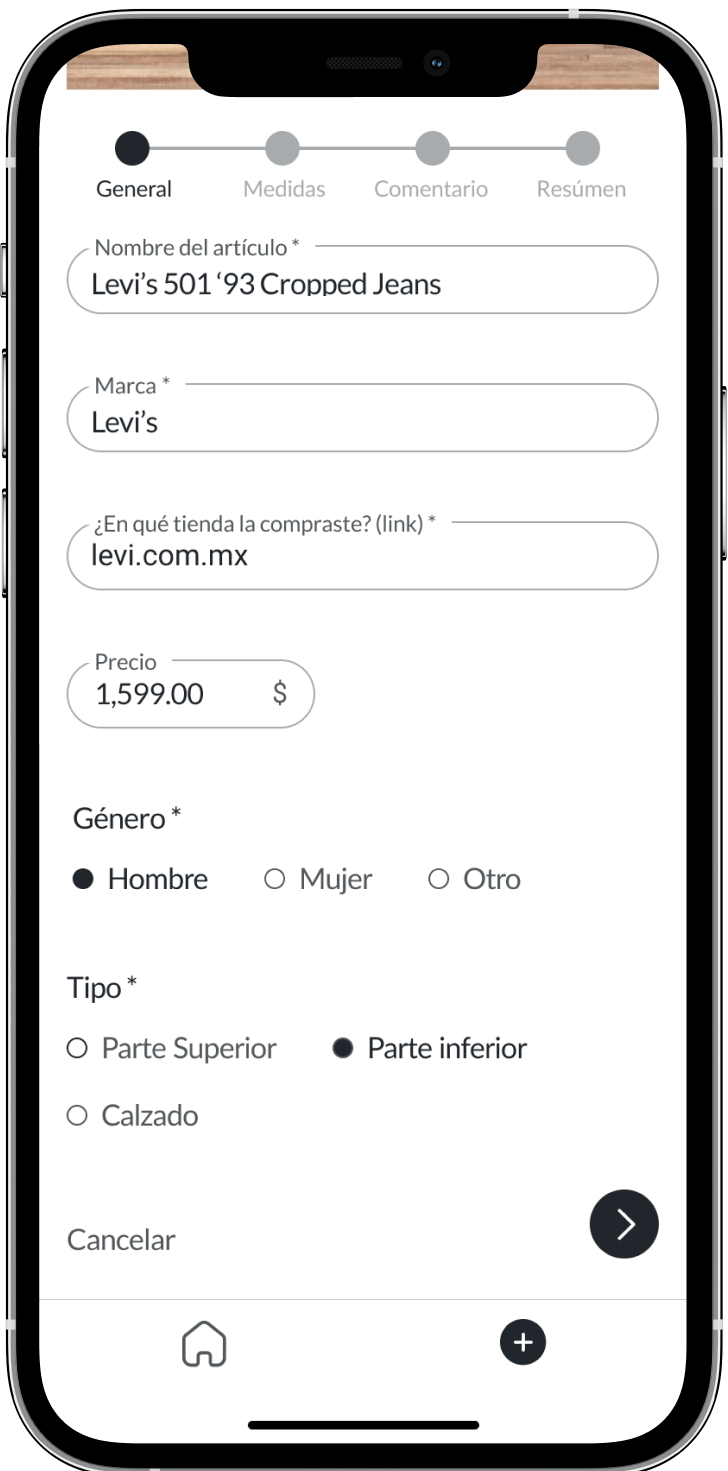 General Medidas Comentario Resúmen
Nombre del artículo *
Levi’s 501 ‘93 Cropped Jeans
Marca *
Levi’s
¿En qué tienda la compraste? (link) *
levi.com.mx
Precio
1,599.00 $
Género *
Hombre Mujer Otro
Tipo *
Parte Superior Parte inferior
Calzado
Cancelar